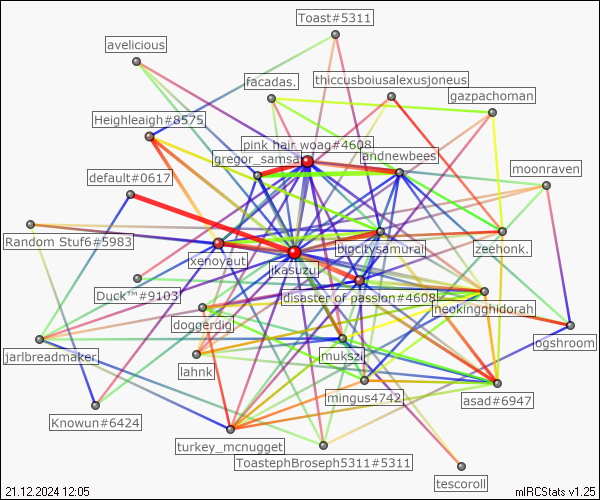 Toast#5311
avelicious
facadas.
thiccusboiusalexusjoneus
gazpachoman
Heighleaigh#8575
pink hair woag#4608
gregor_samsa
andnewbees
moonraven
default#0617
Random Stuf6#5983
xenoyaut
jkasuzu
bigcitysamurai
zeehonk.
Duck™#9103
disaster of passion#4608
neokingghidorah
doggerdig
ogshroom
jarlbreadmaker
mukszi
lahnk
mingus4742
asad#6947
Knowun#6424
turkey_mcnugget
ToastephBroseph5311#5311
tescoroll
21.12.2024 12:05
mIRCStats v1.25